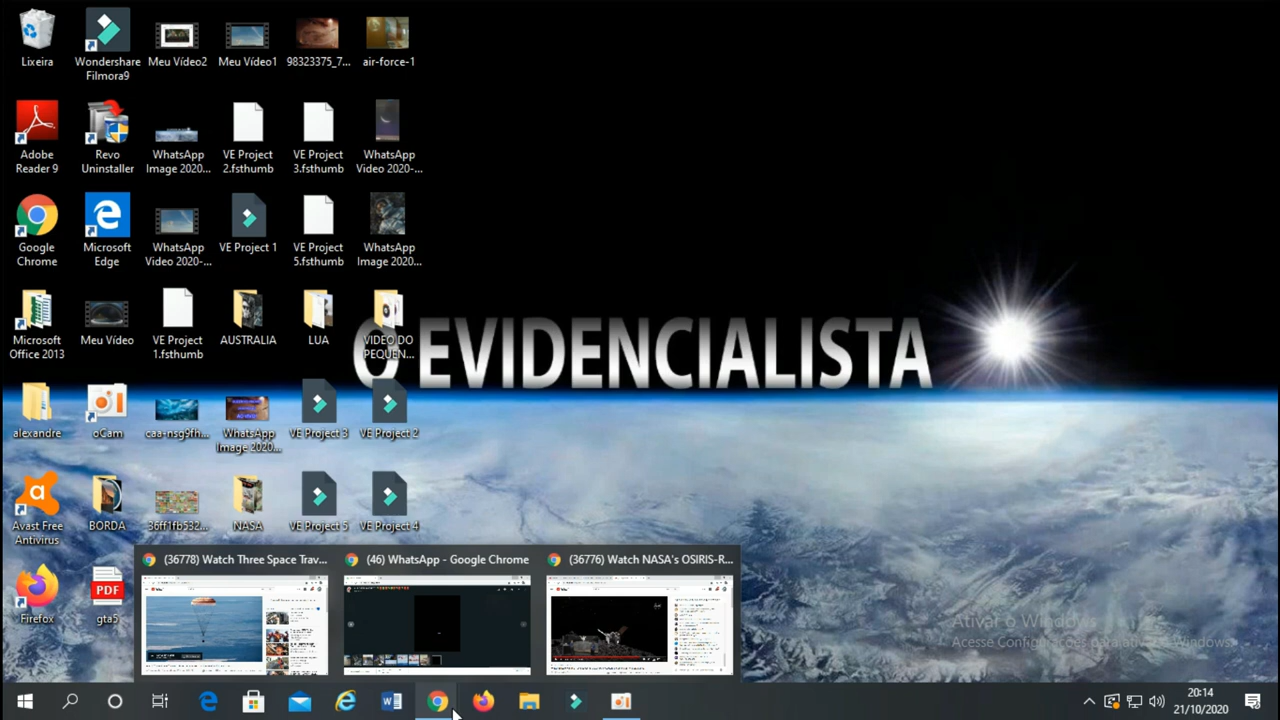 Lixeira
Wondershare
Filmora9
Meu Vídeo2
Meu Vídeo1
98323375_7...
air-force-1
Adobe
Reader 9
Revo
Uninstaller
WhatsApp
Image 2020...
VE Project
2.fsthumb
VE Project
3.fsthumb
WhatsApp
Video 2020-...
Google
Chrome
Microsoft
Edge
WhatsApp
Video 2020-...
VE Project 1
VE Project
5.fsthumb
WhatsApp
Image 2020...
Microsoft
Office 2013
Meu Vídeo
VE Project
1.fsthumb
AUSTRALIA
LUA
VIDEO DO
PEQUEN...
O EVIDENCIALISTA
alexandre
oCam
caa-nsg9fh...
WhatsApp
Image 2020...
VE Project 3
VE Project 2
Avast Free
Antivirus
BORDA
36ff1fb532...
NASA
VE Project 5
VE Project 4
Firefox
PDF
gta5
(36778) Watch Three Space Trav...
(46) WhatsApp - Google Chrome
(36776) Watch NASA's OSIRIS-R...
20:14
21/10/2020